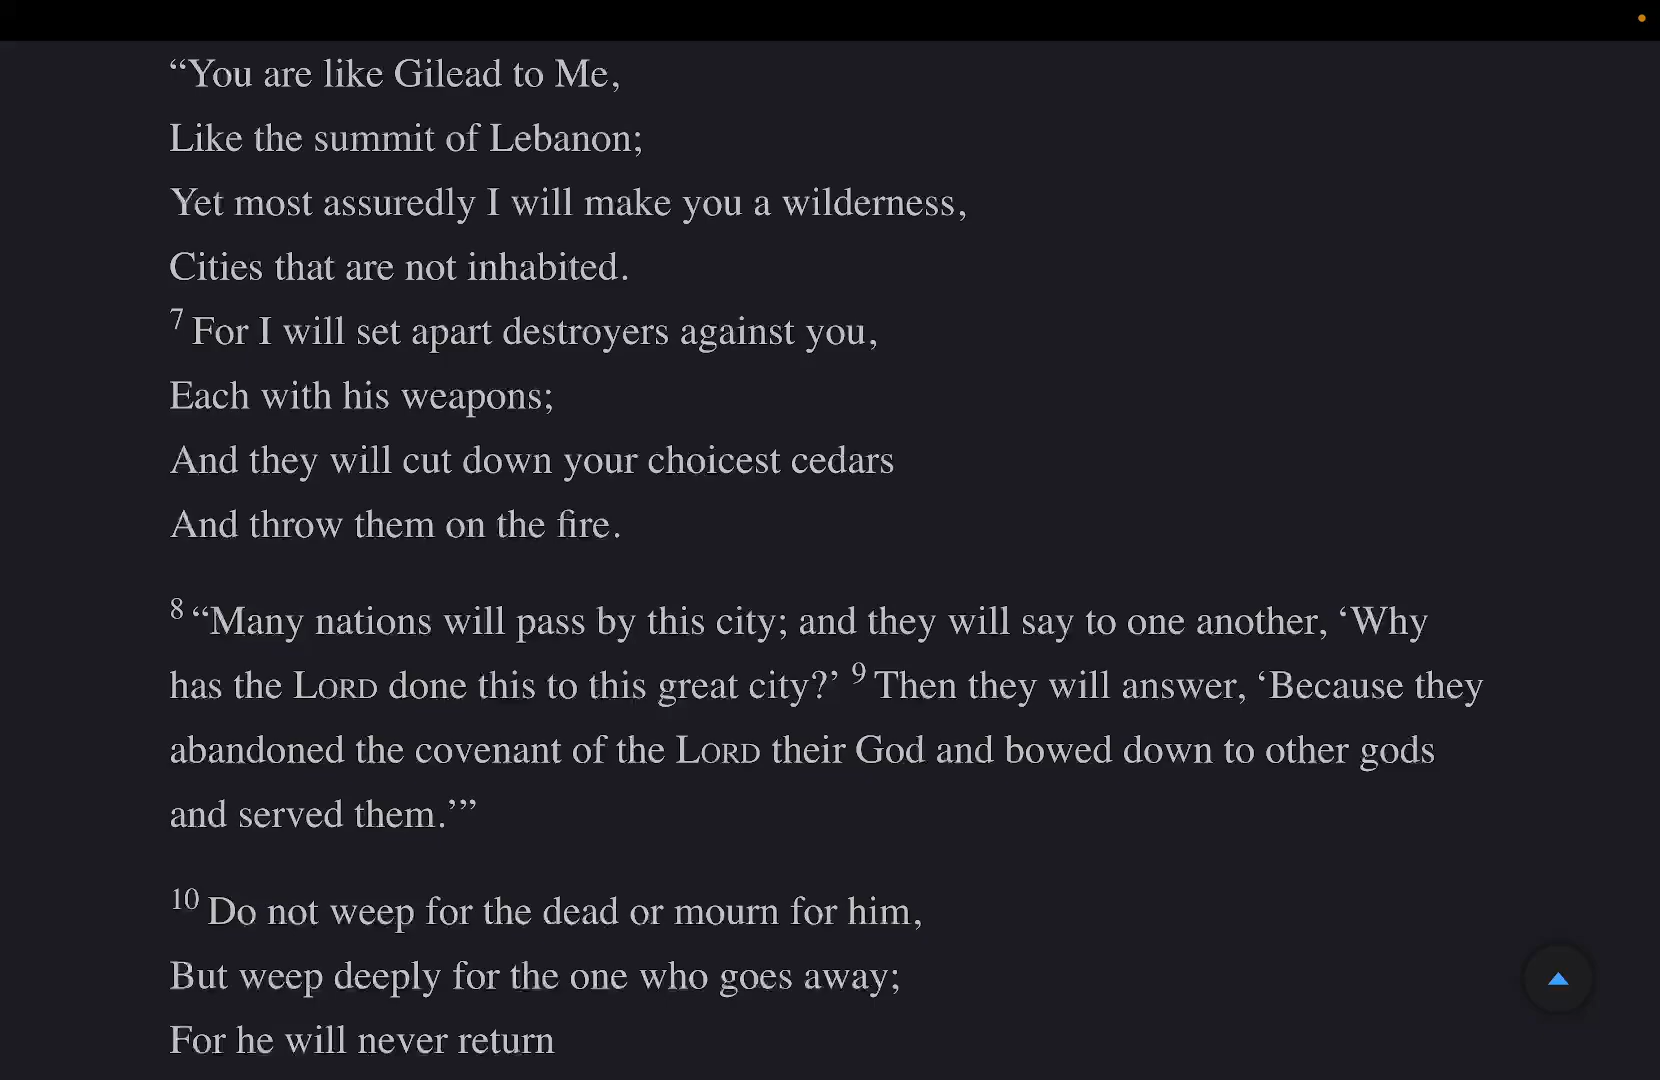 “You are like Gilead to Me,
Like the summit of Lebanon;
Yet most assuredly I will make you a wilderness,
Cities that are not inhabited.
7 For I will set apart destroyers against you,
Each with his weapons;
And they will cut down your choicest cedars
And throw them on the fire.
8 “Many nations will pass by this city; and they will say to one another, ‘Why
has the LORD done this to this great city?’ 9 Then they will answer, ‘Because they
abandoned the covenant of the LORD their God and bowed down to other gods
and served them.’”
10 Do not weep for the dead or mourn for him,
But weep deeply for the one who goes away;
For he will never return